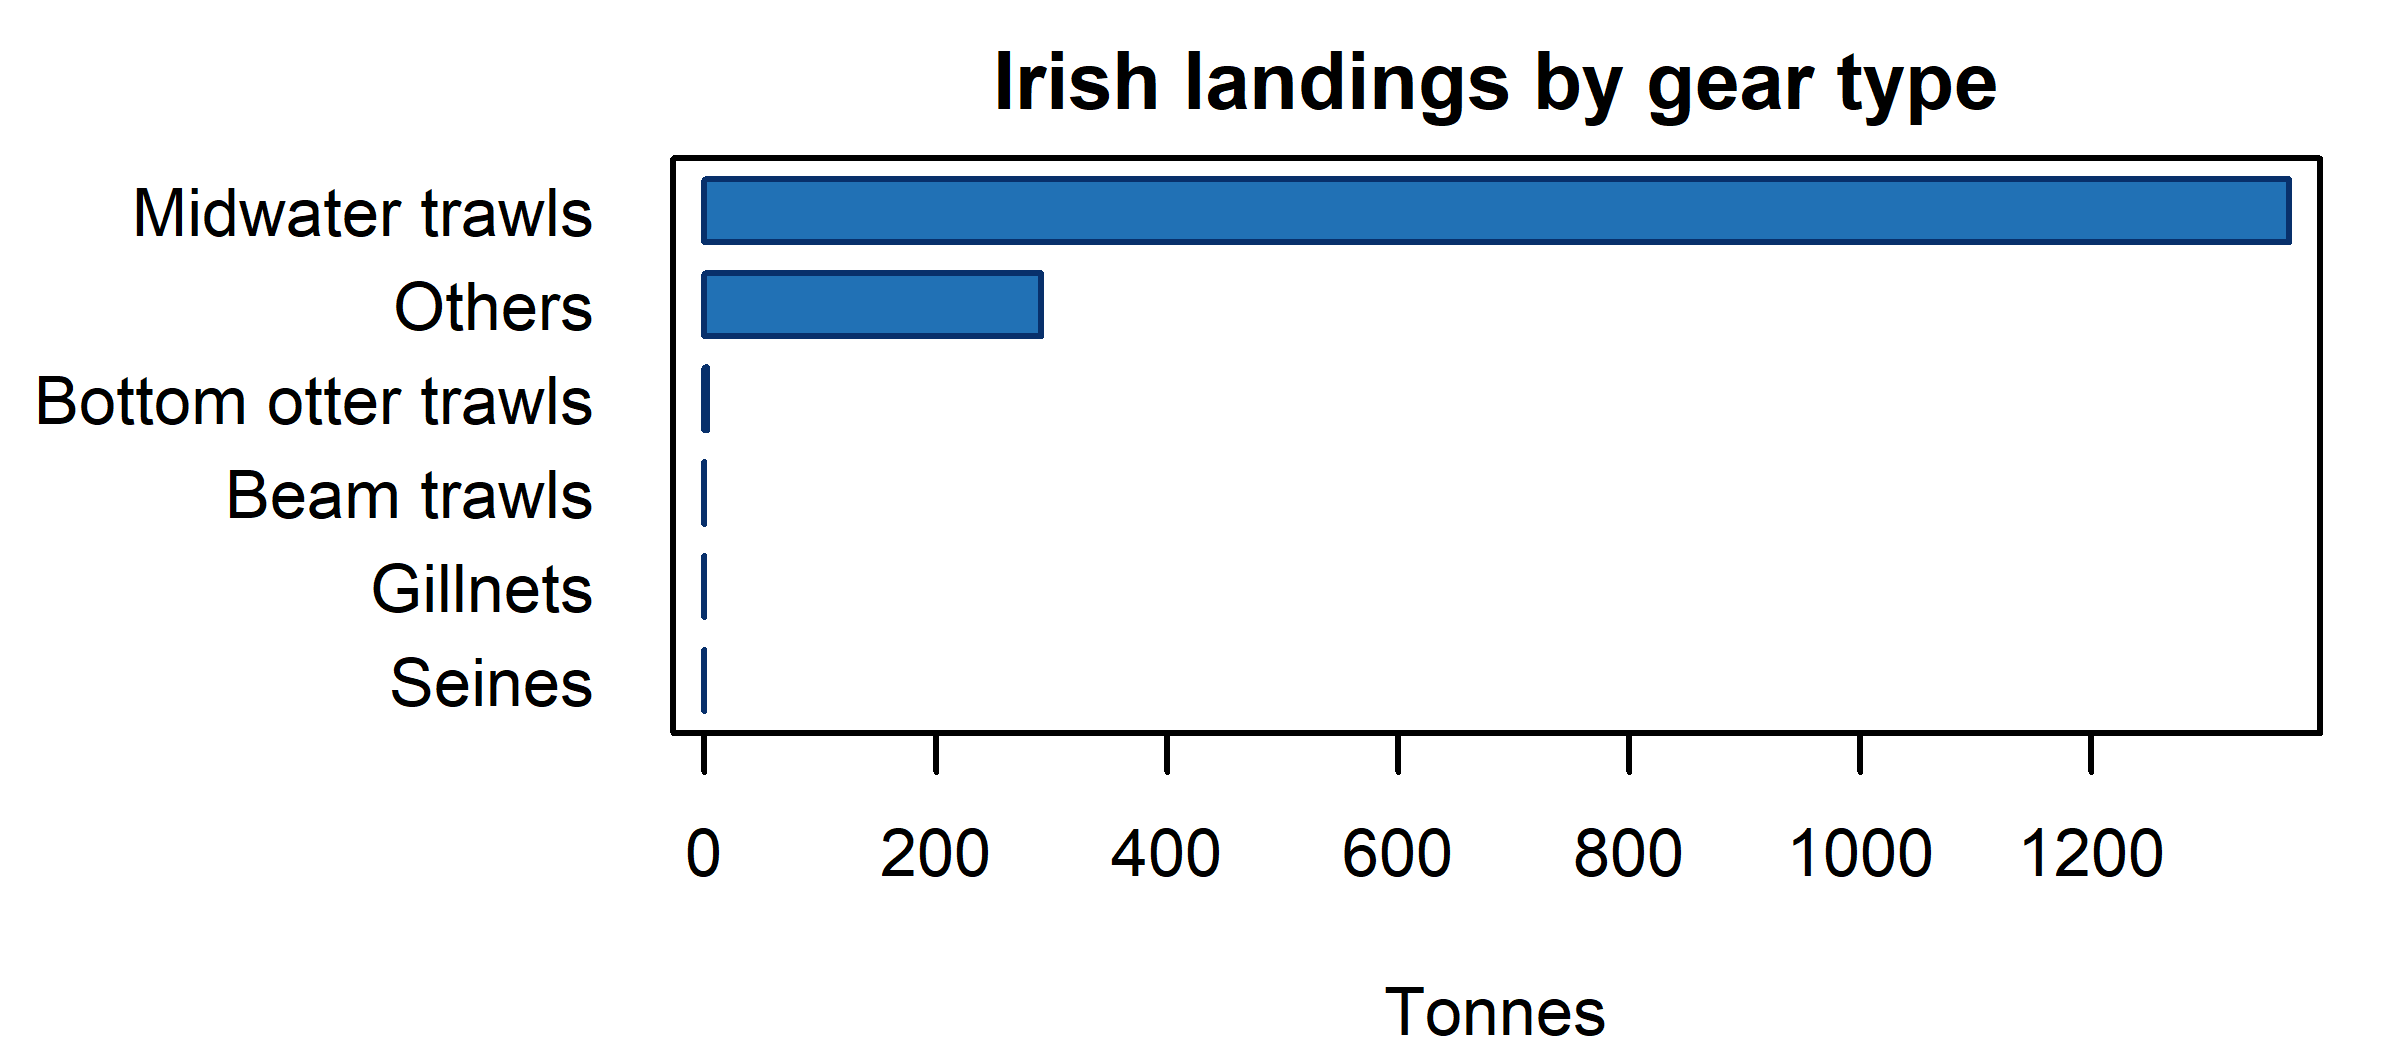 Irish landings by gear type
Midwater trawls
Others
Bottom otter trawls
Beam trawls
Gillnets
Seines
0 200 400 600 800 1000 1200
Tonnes